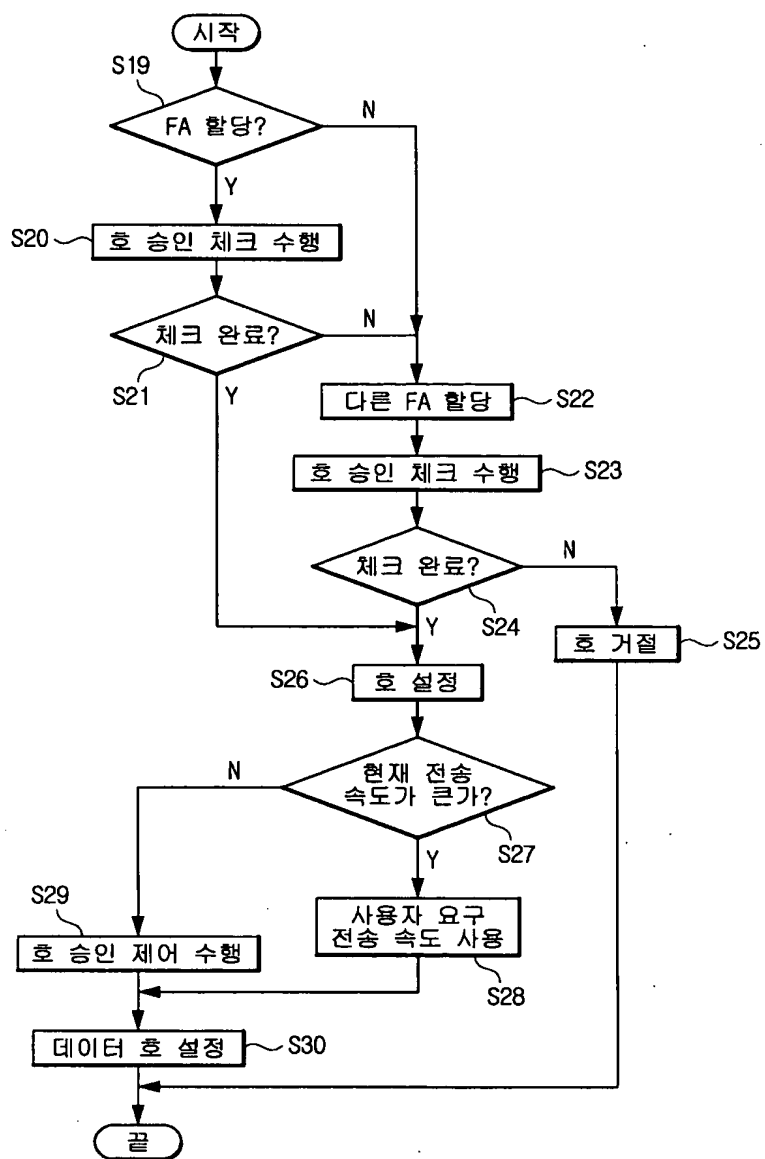 시작
S19
FA 할당?
N
Y
S20
호 승인 체크 수행
체크 완료?
N
S21
Y
다른 FA 할당
S22
호 승인 체크 수행
S23
체크 완료?
N
S24
Y
호 거절
S25
S26
호 설정
현재 전송
속도가 큰가?
N
S27
Y
S29
호 승인 제어 수행
사용자 요구
전송 속도 사용
S28
데이터 호 설정
S30
끝